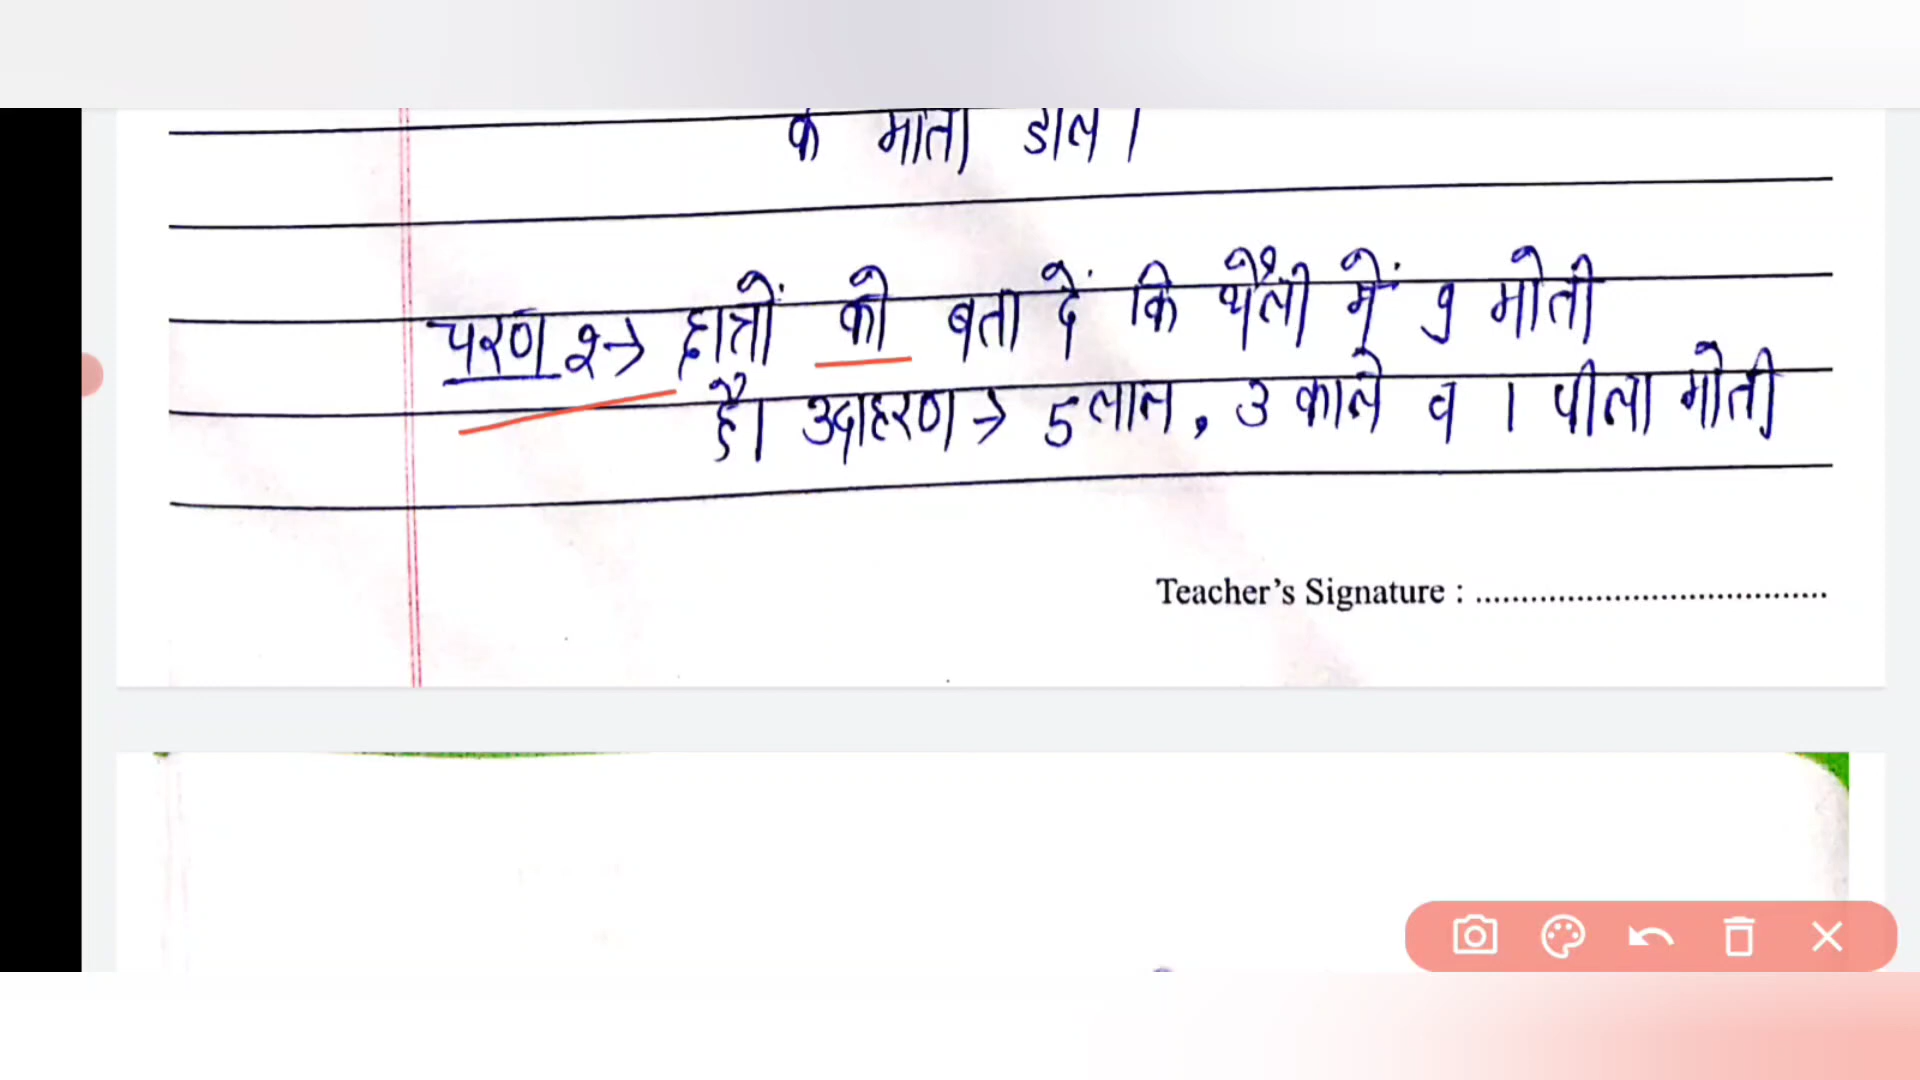 के मोती डालें।
चरण 2→ छात्रों को बता दें कि थैली में 9 मोती
है। उदाहरण → 5 लाल, 3 काले व 1 पीला मोती
Teacher's Signature : ......................................